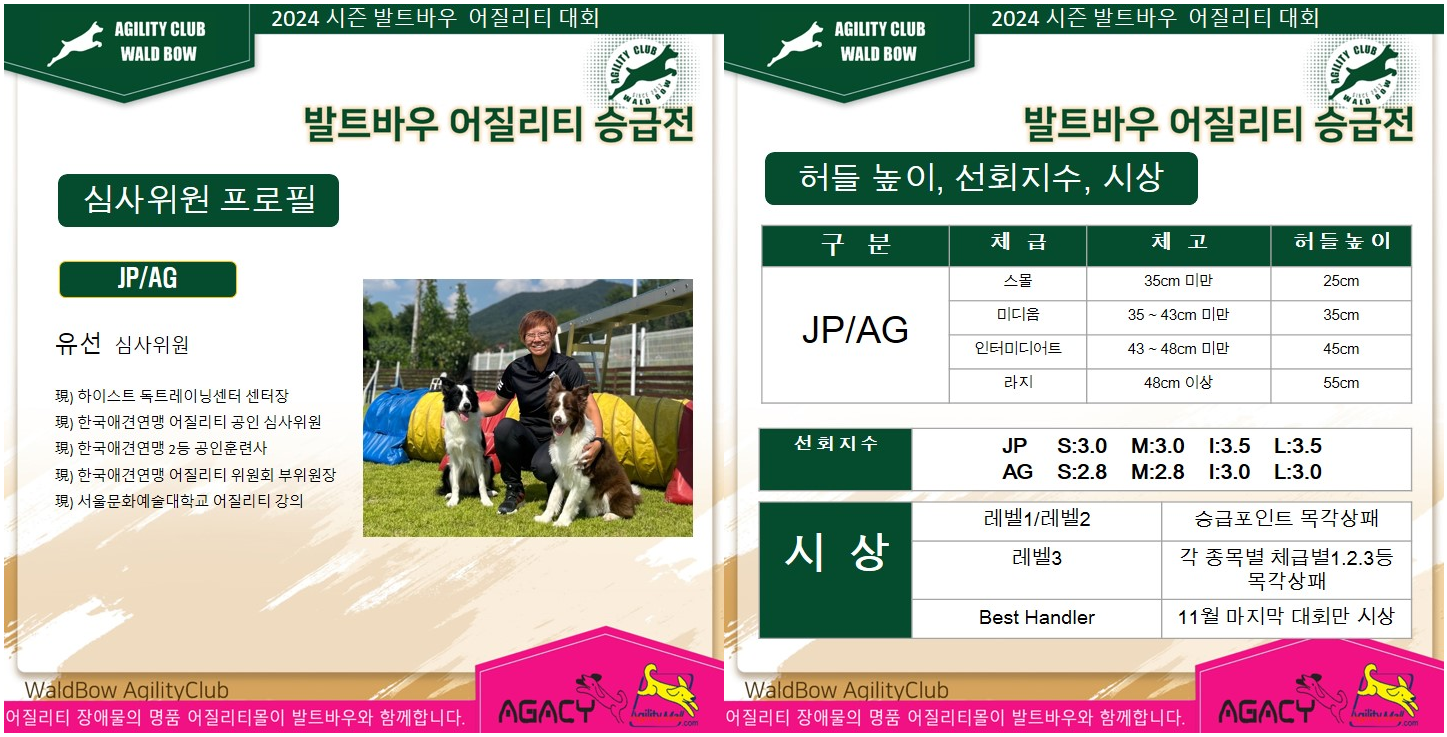 AGILITY CLUB
WALD BOW
2024 시즌 발트바우 어질리티 대회
AGILITY CLUB
SINCE
WALD BOW
발트바우 어질리티 승급전
심사위원 프로필
JP/AG
유선 심사위원
現) 하이스트 독트레이닝센터 센터장
現) 한국애견연맹 어질리티 공인 심사위원
現) 한국애견연맹 2등 공인훈련사
現) 한국애견연맹 어질리티 위원회 부위원장
現) 서울문화예술대학교 어질리티 강의
WaldBow AgilityClub
어질리티 장애물의 명품 어질리티몰이 발트바우와 함께합니다.
AGACY
AgilityMall.com
AGILITY CLUB
WALD BOW
2024 시즌 발트바우 어질리티 대회
AGILITY CLUB
SINCE
WALD BOW
발트바우 어질리티 승급전
허들 높이, 선회지수, 시상
구 분 체 급 체 고 허들높이
JP/AG
스몰 35cm 미만 25cm
미디음 35 ~ 43cm 미만 35cm
인터미디어트 43 ~ 48cm 미만 45cm
라지 48cm 이상 55cm
선회지수
JP S:3.0 M:3.0 I:3.5 L:3.5
AG S:2.8 M:2.8 I:3.0 L:3.0
시 상
레벨1/레벨2 승급포인트 목각상패
레벨3 각 종목별 체급별1.2.3등
목각상패
Best Handler 11월 마지막 대회만 시상
WaldBow AgilityClub
어질리티 장애물의 명품 어질리티몰이 발트바우와 함께합니다.
AGACY
AgilityMall.com